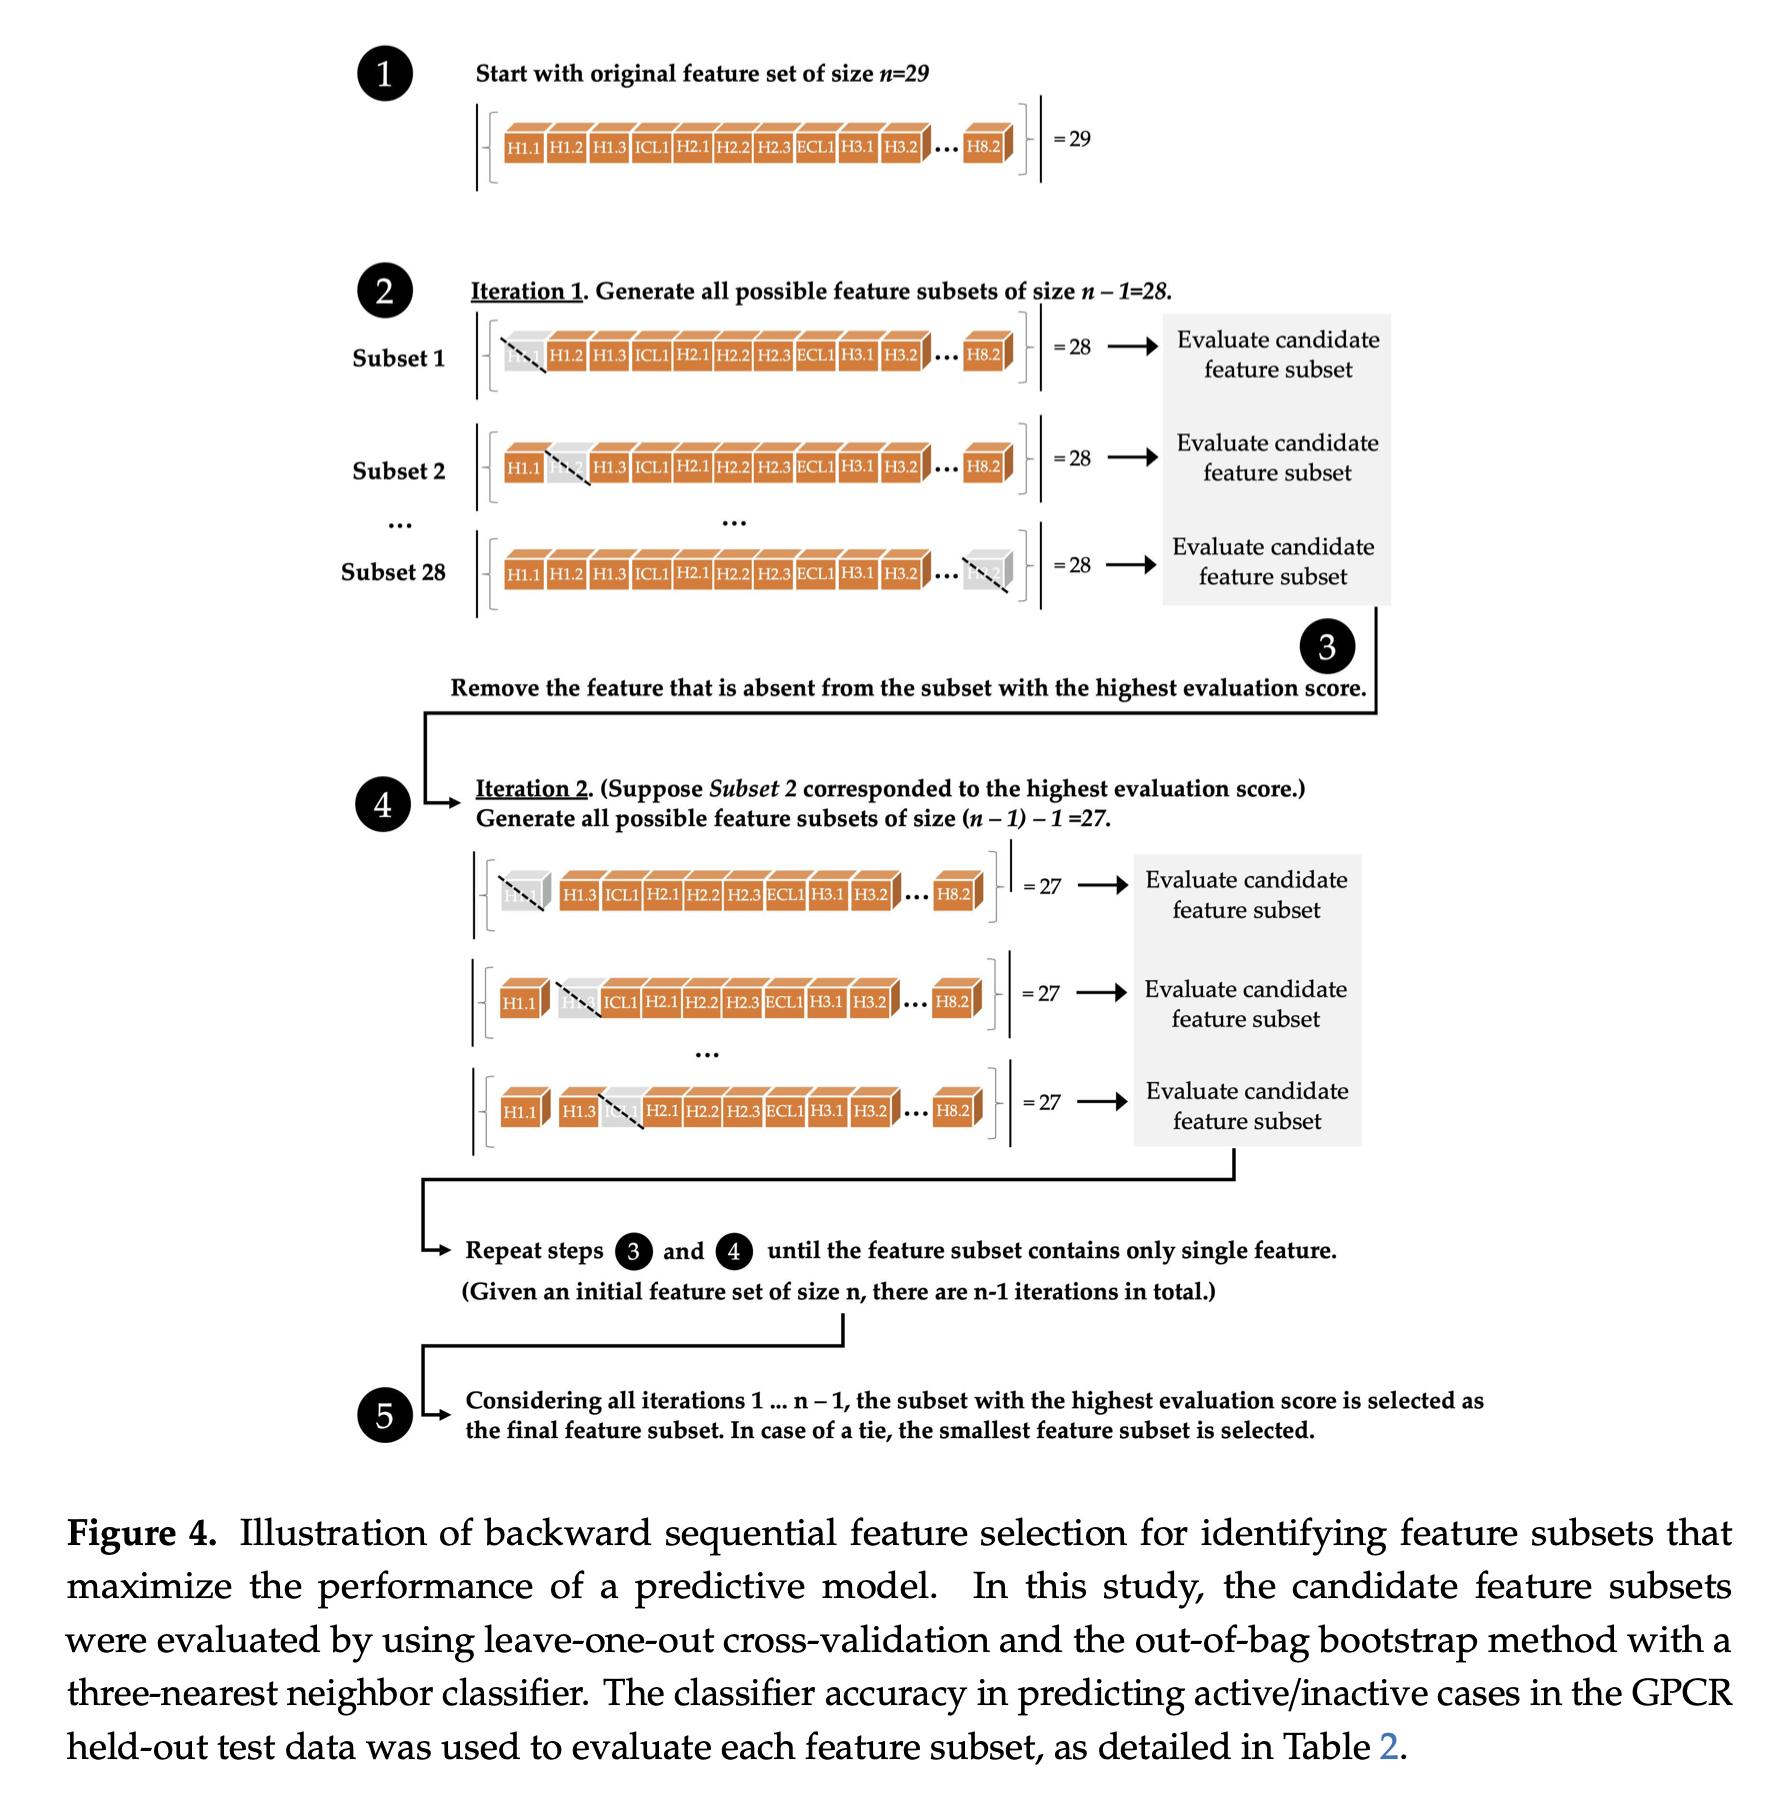 1 Start with original feature set of size n=29
H1.1 H1.2 H1.3 ICL1 H2.1 H2.2 H2.3 ECL1 H3.1 H3.2 ... H8.2 = 29
2 Iteration 1. Generate all possible feature subsets of size n – 1=28.
Subset 1 H1.1 H1.2 H1.3 ICL1 H2.1 H2.2 H2.3 ECL1 H3.1 H3.2 ... H8.2 = 28 Evaluate candidate
feature subset
Subset 2 H1.1 H1.2 H1.3 ICL1 H2.1 H2.2 H2.3 ECL1 H3.1 H3.2 ... H8.2 = 28 Evaluate candidate
feature subset
... ...
Subset 28 H1.1 H1.2 H1.3 ICL1 H2.1 H2.2 H2.3 ECL1 H3.1 H3.2 ... H8.2 = 28 Evaluate candidate
feature subset
3
Remove the feature that is absent from the subset with the highest evaluation score.
4 Iteration 2. (Suppose Subset 2 corresponded to the highest evaluation score.)
Generate all possible feature subsets of size (n – 1) – 1 =27.
H1.1 H1.3 ICL1 H2.1 H2.2 H2.3 ECL1 H3.1 H3.2 ... H8.2 = 27 Evaluate candidate
feature subset
H1.1 H1.3 ICL1 H2.1 H2.2 H2.3 ECL1 H3.1 H3.2 ... H8.2 = 27 Evaluate candidate
feature subset
...
H1.1 H1.3 ICL1 H2.1 H2.2 H2.3 ECL1 H3.1 H3.2 ... H8.2 = 27 Evaluate candidate
feature subset
Repeat steps 3 and 4 until the feature subset contains only single feature.
(Given an initial feature set of size n, there are n-1 iterations in total.)
5 Considering all iterations 1 ... n – 1, the subset with the highest evaluation score is selected as
the final feature subset. In case of a tie, the smallest feature subset is selected.
Figure 4. Illustration of backward sequential feature selection for identifying feature subsets that
maximize the performance of a predictive model. In this study, the candidate feature subsets
were evaluated by using leave-one-out cross-validation and the out-of-bag bootstrap method with a
three-nearest neighbor classifier. The classifier accuracy in predicting active/inactive cases in the GPCR
held-out test data was used to evaluate each feature subset, as detailed in Table 2.